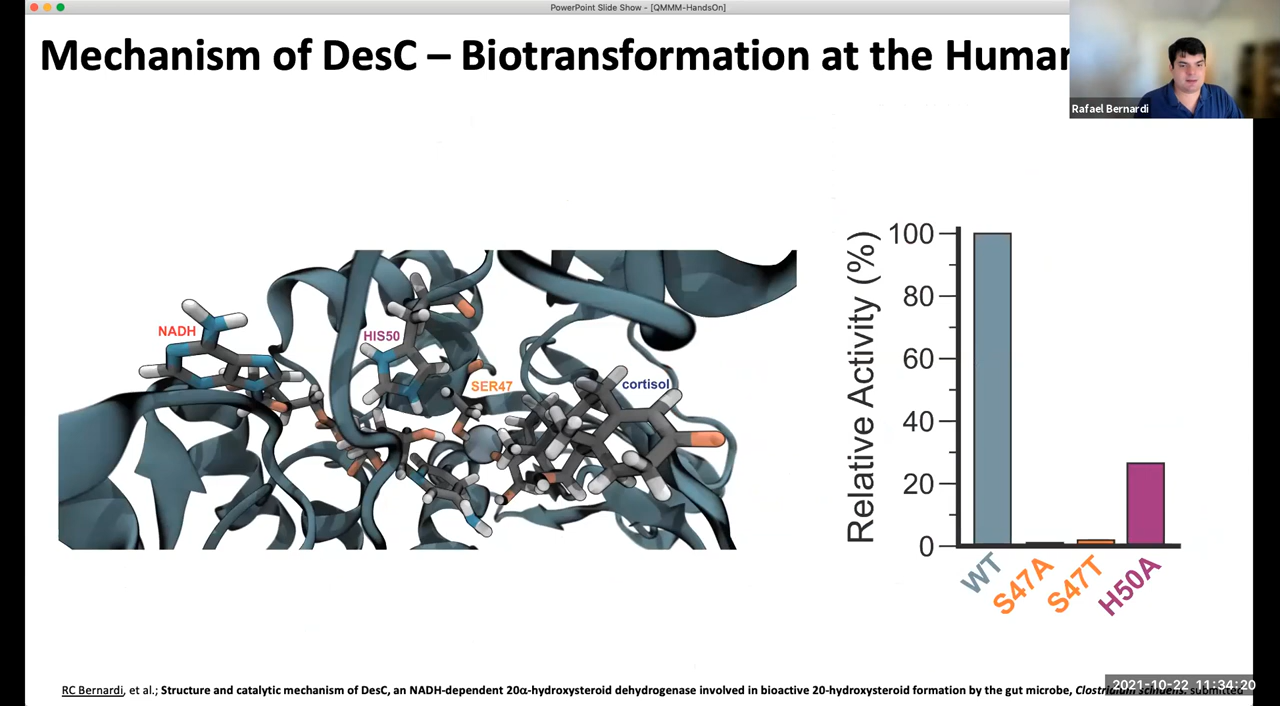 PowerPoint Slide Show - [QMMM-HandsOn]
Mechanism of DesC – Biotransformation at the Human
Rafael Bernardi
NADH
HIS50
SER47
cortisol
Relative Activity (%)
100
80
60
40
20
0
WT
S47A
S47T
H50A
RC Bernardi, et al.; Structure and catalytic mechanism of DesC, an NADH-dependent 20α-hydroxysteroid dehydrogenase involved in bioactive 20-hydroxysteroid formation by the gut microbe, Clostridium scindens. submitted
2021-10-22 11:34:20